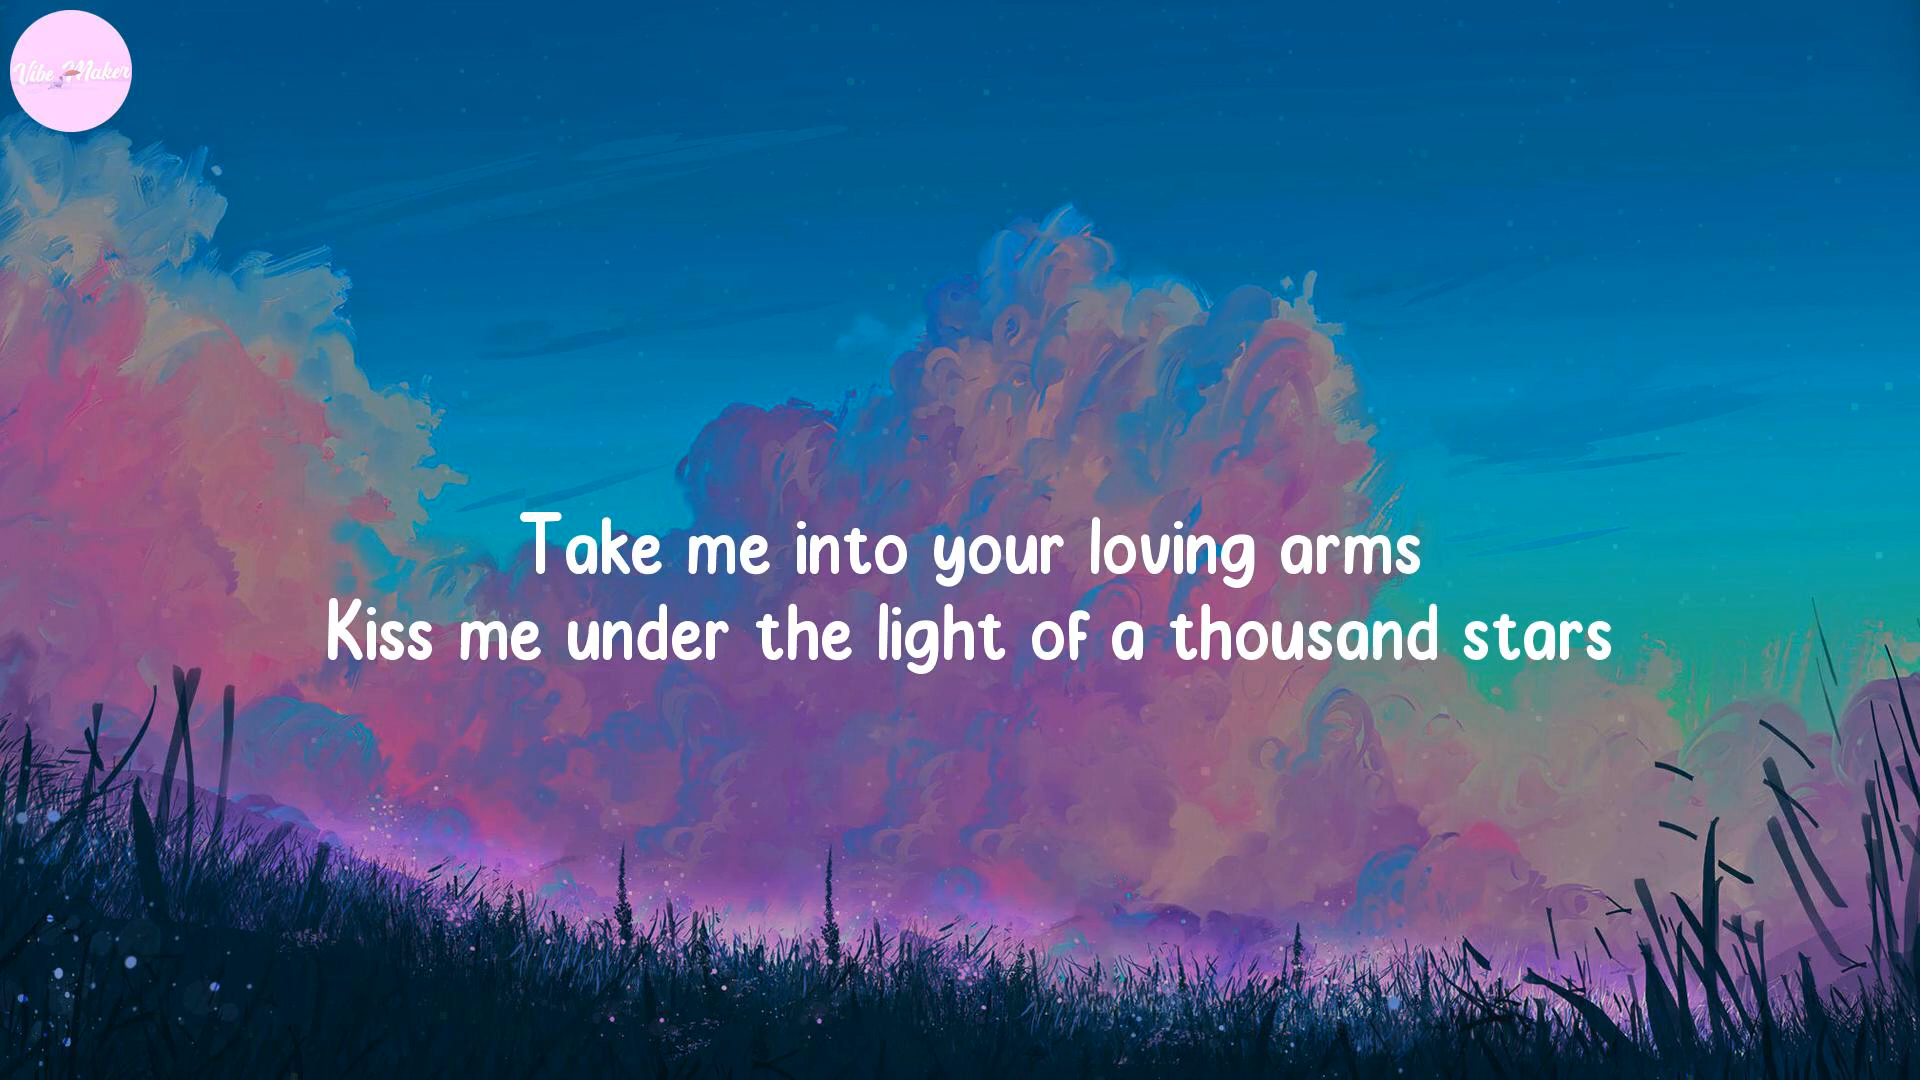 Vibe Maker
Take me into your loving arms
Kiss me under the light of a thousand stars